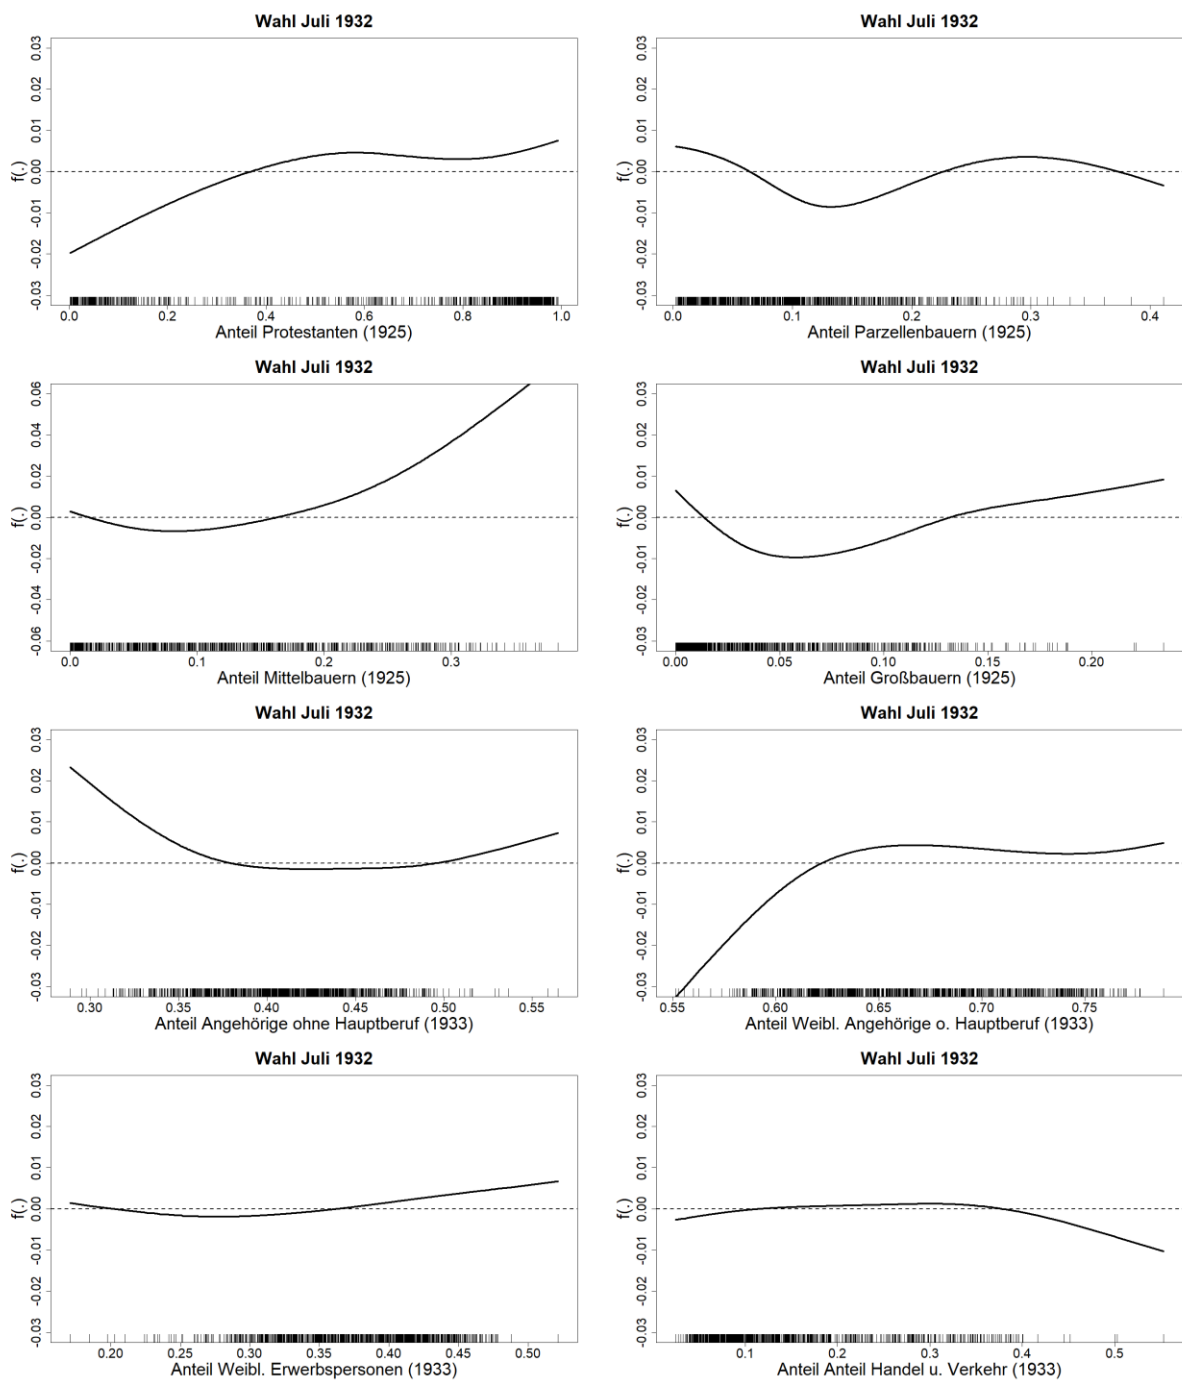 Wahl Juli 1932
f(.)
0.03
0.02
0.01
0.00
-0.01
-0.02
-0.03
0.0 0.2 0.4 0.6 0.8 1.0
Anteil Protestanten (1925)
Wahl Juli 1932
f(.)
0.03
0.02
0.01
0.00
-0.01
-0.02
-0.03
0.0 0.1 0.2 0.3 0.4
Anteil Parzellenbauern (1925)
Wahl Juli 1932
f(.)
0.06
0.04
0.02
0.00
-0.02
-0.04
-0.06
0.0 0.1 0.2 0.3
Anteil Mittelbauern (1925)
Wahl Juli 1932
f(.)
0.03
0.02
0.01
0.00
-0.01
-0.02
-0.03
0.00 0.05 0.10 0.15 0.20
Anteil Großbauern (1925)
Wahl Juli 1932
f(.)
0.03
0.02
0.01
0.00
-0.01
-0.02
-0.03
0.30 0.35 0.40 0.45 0.50 0.55
Anteil Angehörige ohne Hauptberuf (1933)
Wahl Juli 1932
f(.)
0.03
0.02
0.01
0.00
-0.01
-0.02
-0.03
0.55 0.60 0.65 0.70 0.75
Anteil Weibl. Angehörige o. Hauptberuf (1933)
Wahl Juli 1932
f(.)
0.03
0.02
0.01
0.00
-0.01
-0.02
-0.03
0.20 0.25 0.30 0.35 0.40 0.45 0.50
Anteil Weibl. Erwerbspersonen (1933)
Wahl Juli 1932
f(.)
0.03
0.02
0.01
0.00
-0.01
-0.02
-0.03
0.1 0.2 0.3 0.4 0.5
Anteil Anteil Handel u. Verkehr (1933)